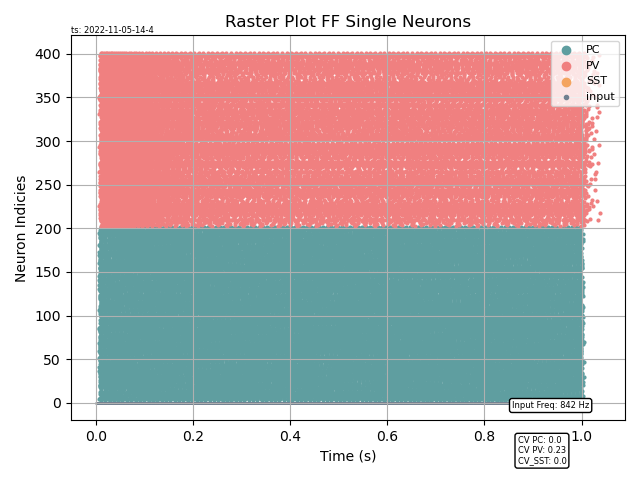 Raster Plot FF Single Neurons
ts: 2022-11-05-14-4
PC
PV
SST
input
400
350
300
250
200
150
100
50
0
Neuron Indicies
Input Freq: 842 Hz
0.0 0.2 0.4 0.6 0.8 1.0
Time (s)
CV PC: 0.0
CV PV: 0.23
CV_SST: 0.0